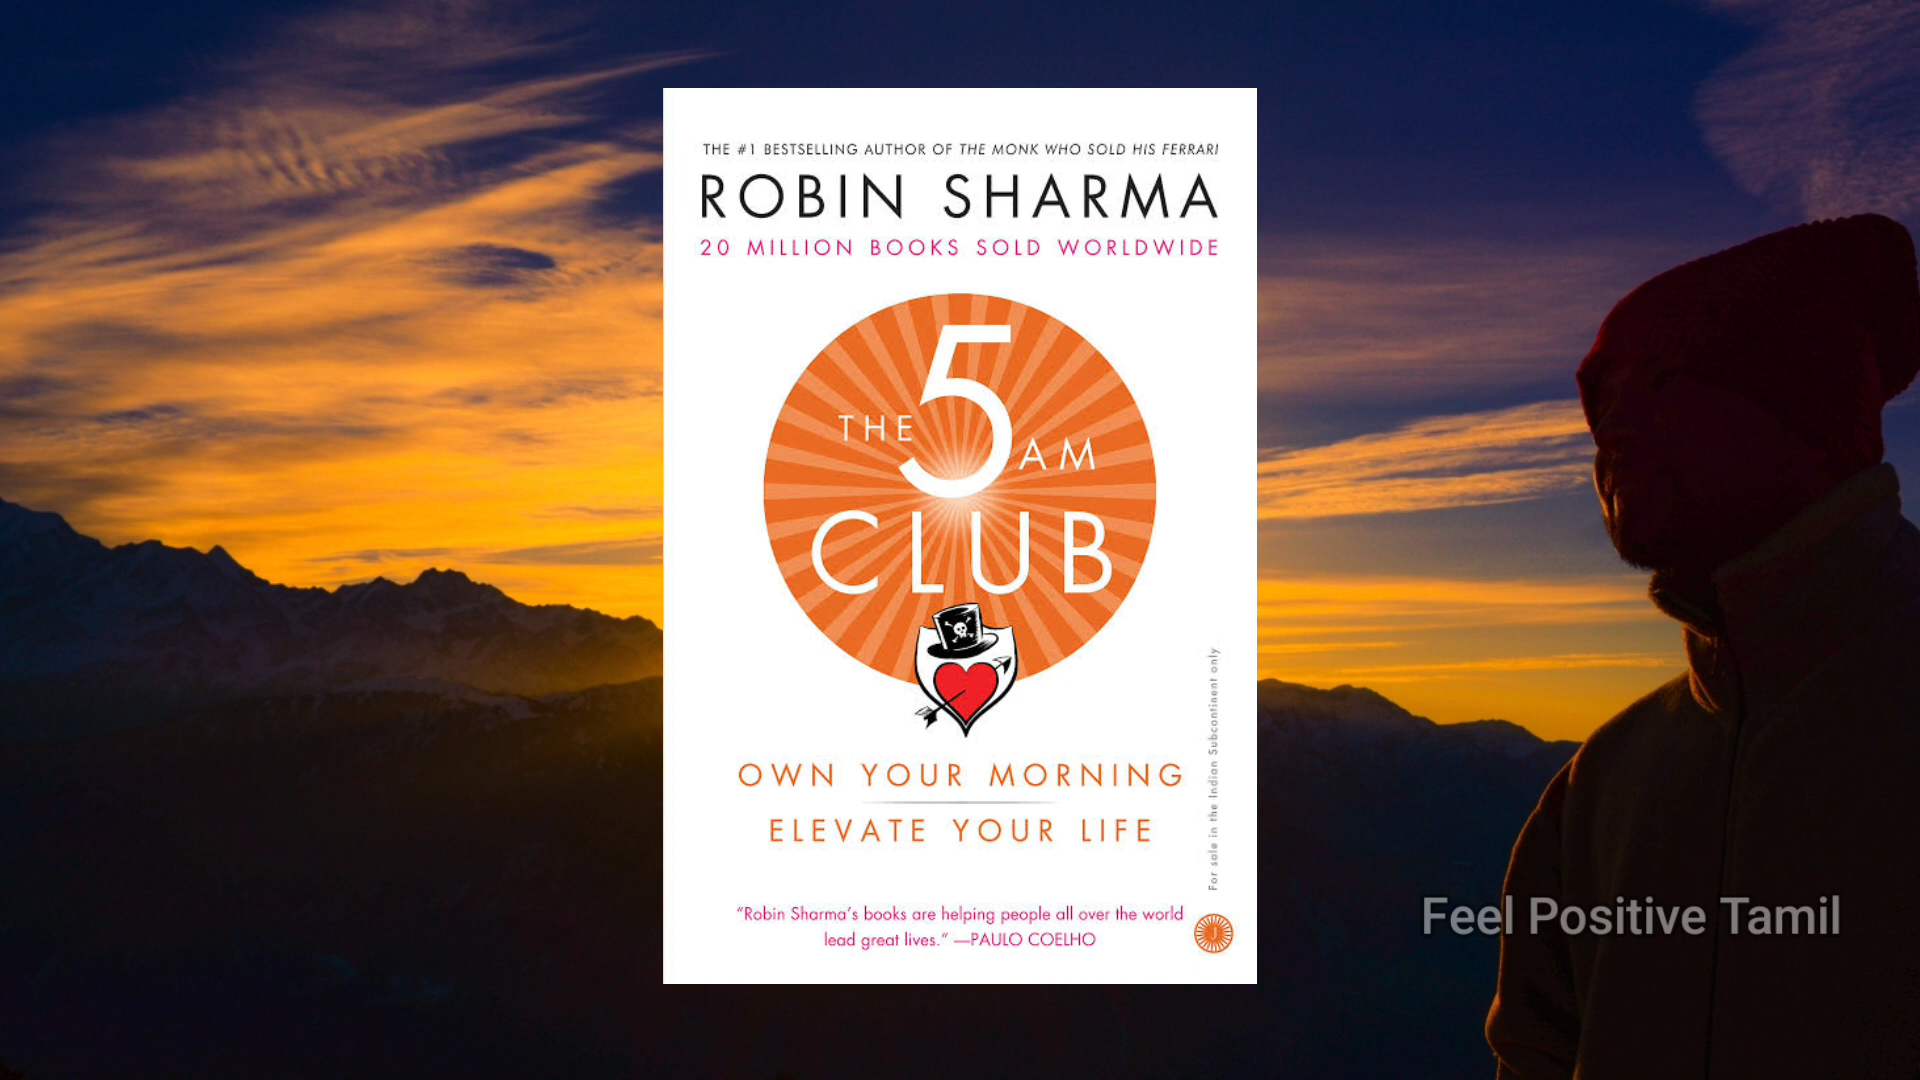 THE #1 BESTSELLING AUTHOR OF THE MONK WHO SOLD HIS FERRARI
ROBIN SHARMA
20 MILLION BOOKS SOLD WORLDWIDE
THE 5 AM
CLUB
OWN YOUR MORNING
ELEVATE YOUR LIFE
For sale in the Indian Subcontinent only
“Robin Sharma’s books are helping people all over the world
lead great lives.” —PAULO COELHO
J
Feel Positive Tamil